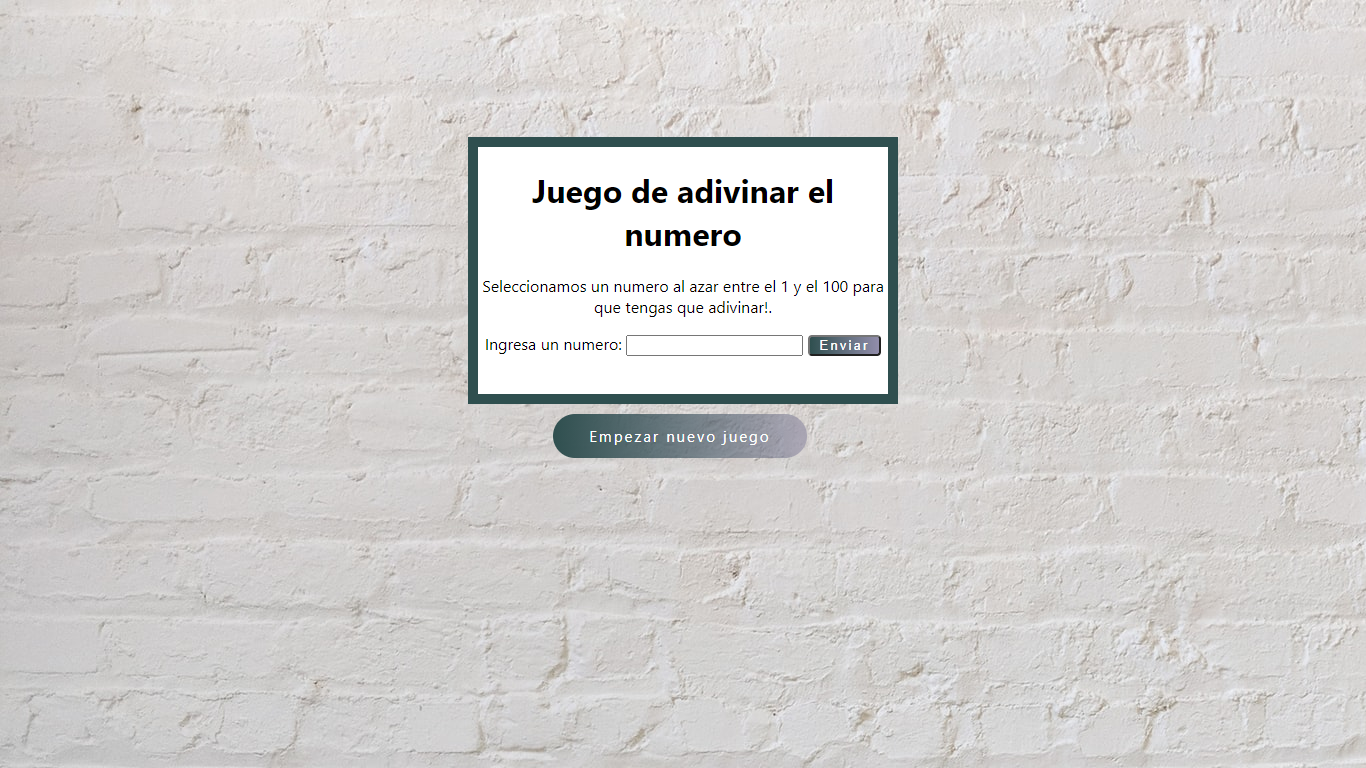 Juego de adivinar el
numero
Seleccionamos un numero al azar entre el 1 y el 100 para
que tengas que adivinar!.
Ingresa un numero: Enviar
Empezar nuevo juego